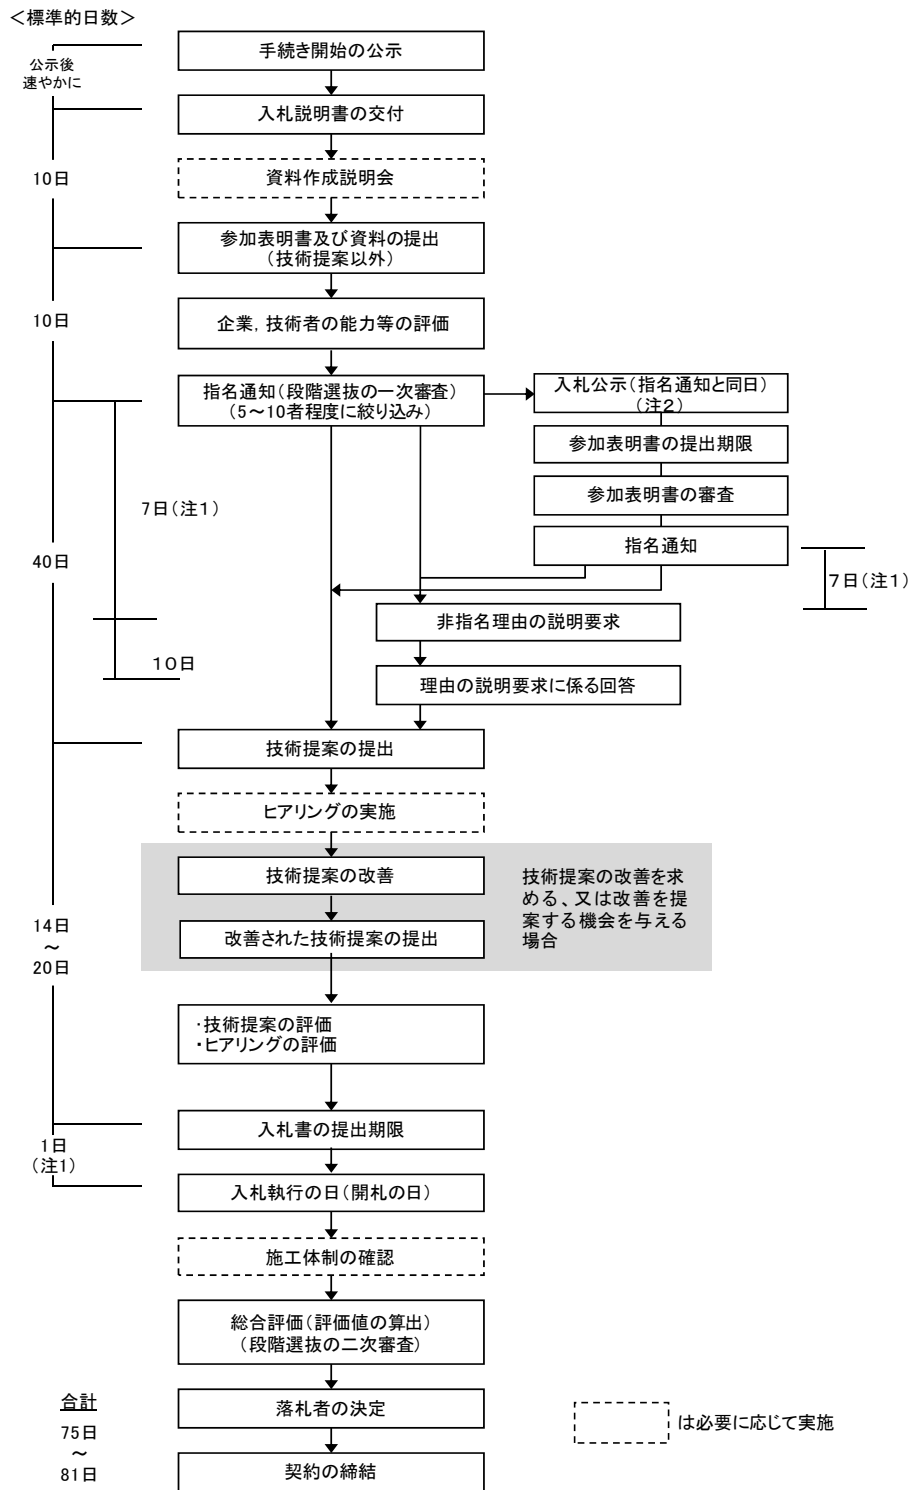 ＜標準的日数＞
手続き開始の公示
公示後
速やかに
入札説明書の交付
10日
資料作成説明会
参加表明書及び資料の提出
（技術提案以外）
10日
企業，技術者の能力等の評価
指名通知（段階選抜の一次審査）
（5～10者程度に絞り込み）
入札公示（指名通知と同日）
（注２）
参加表明書の提出期限
参加表明書の審査
7日（注１）
指名通知
40日
7日（注１）
非指名理由の説明要求
１０日
理由の説明要求に係る回答
技術提案の提出
ヒアリングの実施
技術提案の改善
改善された技術提案の提出
技術提案の改善を求
める、又は改善を提
案する機会を与える
場合
14日
～
20日
・技術提案の評価
・ヒアリングの評価
入札書の提出期限
1日
（注１）
入札執行の日（開札の日）
施工体制の確認
総合評価（評価値の算出）
（段階選抜の二次審査）
合計
75日
～
81日
落札者の決定
は必要に応じて実施
契約の締結